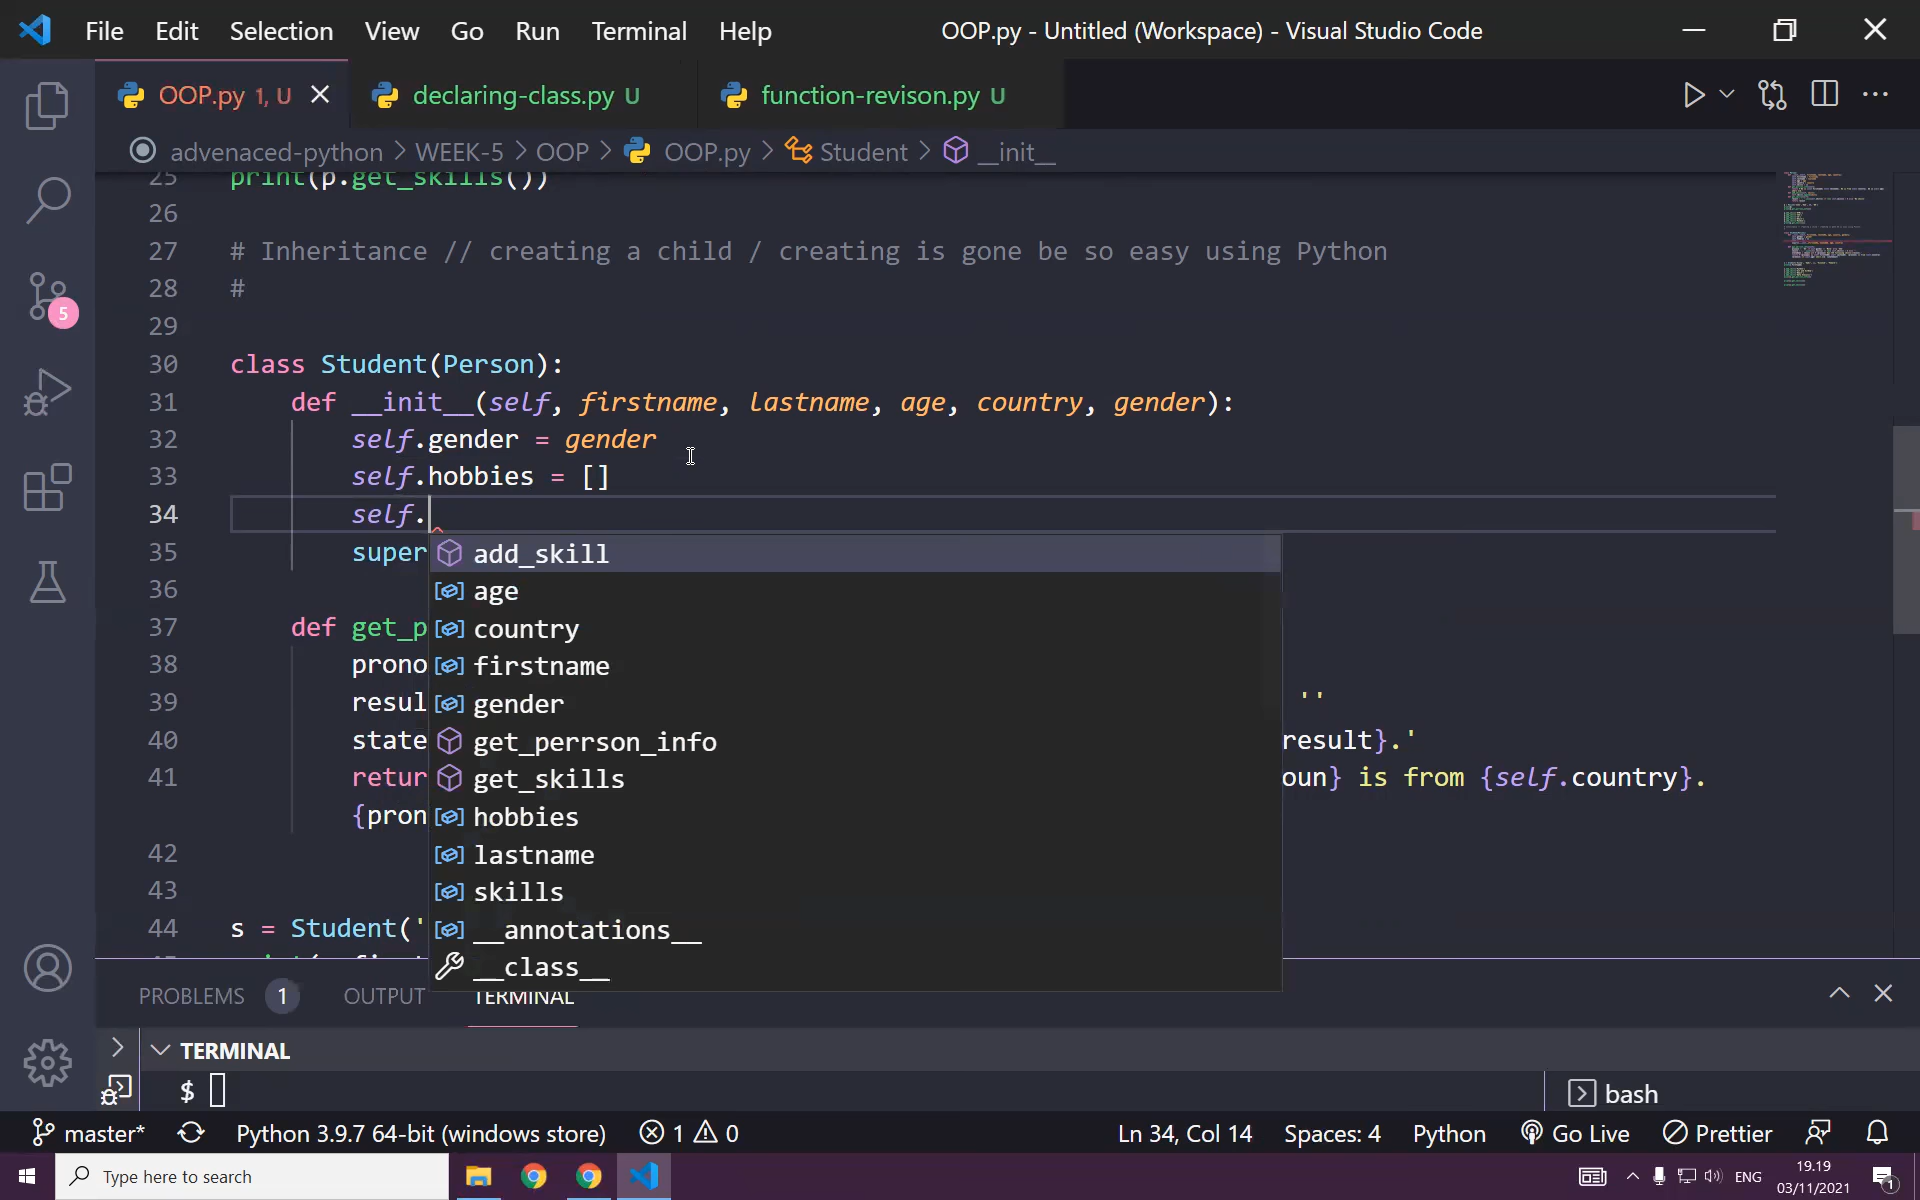 File Edit Selection View Go Run Terminal Help OOP.py - Untitled (Workspace) - Visual Studio Code
OOP.py 1, U declaring-class.py U function-revison.py U
advenaced-python > WEEK-5 > OOP > OOP.py > Student > __init__
25 print(p.get_skills())
26
27 # Inheritance // creating a child / creating is gone be so easy using Python
28 #
29
30 class Student(Person):
31 def __init__(self, firstname, lastname, age, country, gender):
32 self.gender = gender
33 self.hobbies = []
34 self.
35 super
add_skill
36
age
country
37 def get_p
firstname
38 prono
gender
39 resul ''
get_perrson_info
40 state result}.'
get_skills
41 retur oun} is from {self.country}.
hobbies
{pron
lastname
42
skills
43
__annotations__
44 s = Student('
__class__
PROBLEMS 1 OUTPUT TERMINAL
TERMINAL
$
bash
master* Python 3.9.7 64-bit (windows store) 1 0 Ln 34, Col 14 Spaces: 4 Python Go Live Prettier
5
Type here to search
ENG
19.19
03/11/2021
1